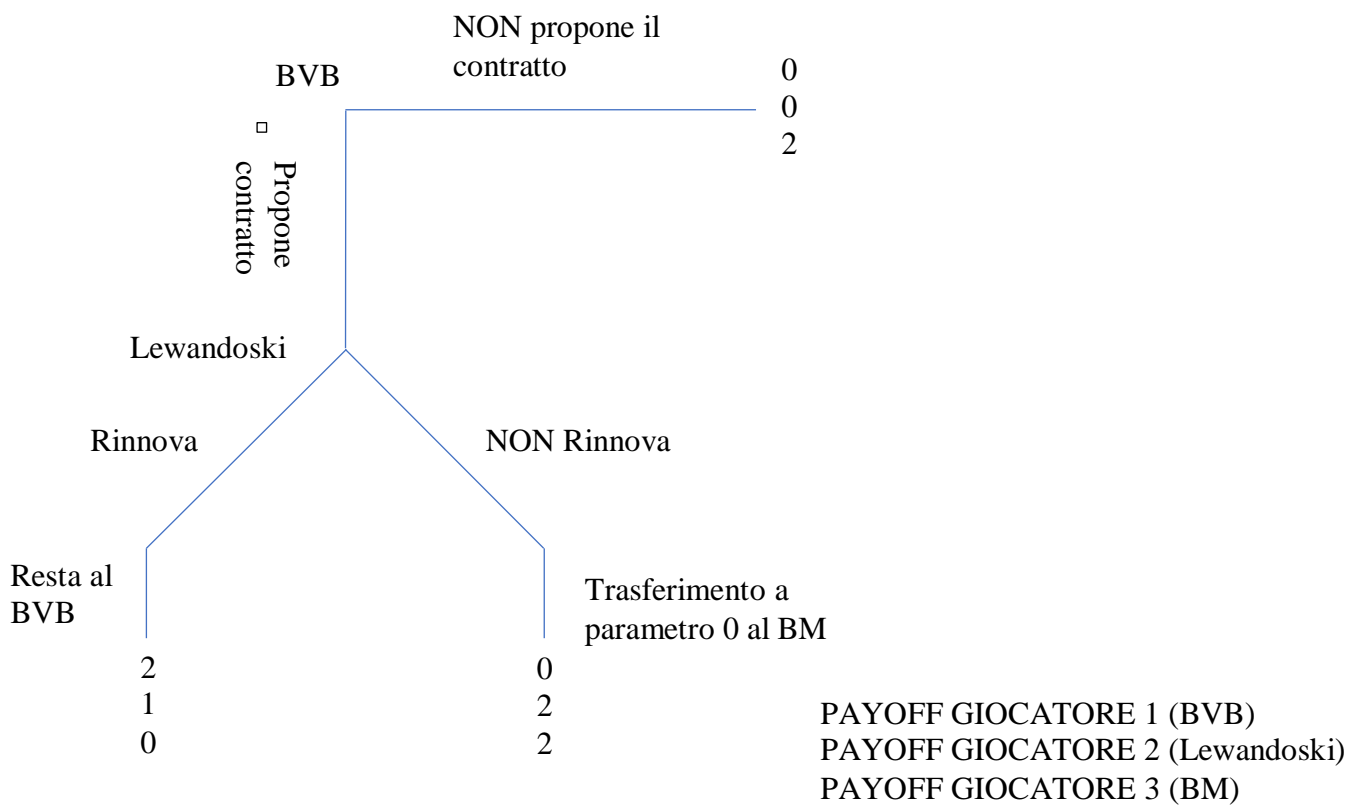 NON propone il
contratto
BVB
0
0
2
Propone
contratto
Lewandoski
Rinnova
NON Rinnova
Resta al
BVB
Trasferimento a
parametro 0 al BM
2
1
0
0
2
2
PAYOFF GIOCATORE 1 (BVB)
PAYOFF GIOCATORE 2 (Lewandoski)
PAYOFF GIOCATORE 3 (BM)